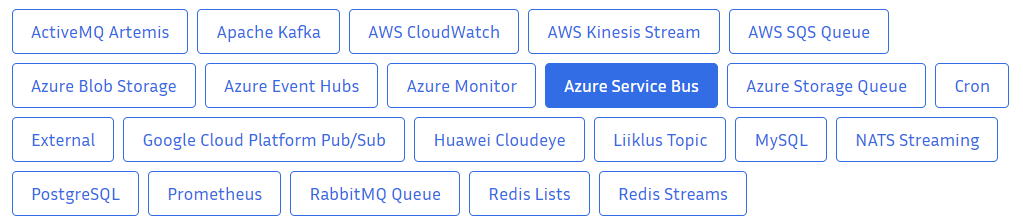 ActiveMQ Artemis Apache Kafka AWS CloudWatch AWS Kinesis Stream AWS SQS Queue
Azure Blob Storage Azure Event Hubs Azure Monitor Azure Service Bus Azure Storage Queue Cron
External Google Cloud Platform Pub/Sub Huawei Cloudeye Liiklus Topic MySQL NATS Streaming
PostgreSQL Prometheus RabbitMQ Queue Redis Lists Redis Streams